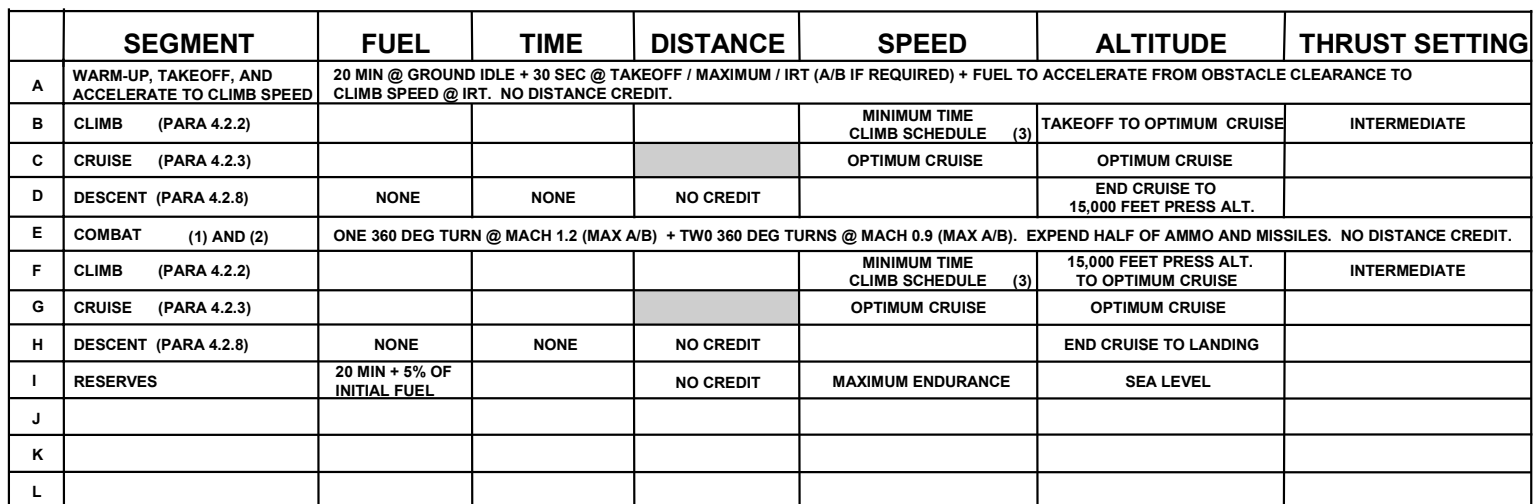 SEGMENT FUEL TIME DISTANCE SPEED ALTITUDE THRUST SETTING
A WARM-UP, TAKEOFF, AND ACCELERATE TO CLIMB SPEED 20 MIN @ GROUND IDLE + 30 SEC @ TAKEOFF / MAXIMUM / IRT (A/B IF REQUIRED) + FUEL TO ACCELERATE FROM OBSTACLE CLEARANCE TO CLIMB SPEED @ IRT. NO DISTANCE CREDIT.
B CLIMB (PARA 4.2.2) MINIMUM TIME CLIMB SCHEDULE (3) TAKEOFF TO OPTIMUM CRUISE INTERMEDIATE
C CRUISE (PARA 4.2.3) OPTIMUM CRUISE OPTIMUM CRUISE
D DESCENT (PARA 4.2.8) NONE NONE NO CREDIT END CRUISE TO 15,000 FEET PRESS ALT.
E COMBAT (1) AND (2) ONE 360 DEG TURN @ MACH 1.2 (MAX A/B) + TW0 360 DEG TURNS @ MACH 0.9 (MAX A/B). EXPEND HALF OF AMMO AND MISSILES. NO DISTANCE CREDIT.
F CLIMB (PARA 4.2.2) MINIMUM TIME CLIMB SCHEDULE (3) 15,000 FEET PRESS ALT. TO OPTIMUM CRUISE INTERMEDIATE
G CRUISE (PARA 4.2.3) OPTIMUM CRUISE OPTIMUM CRUISE
H DESCENT (PARA 4.2.8) NONE NONE NO CREDIT END CRUISE TO LANDING
I RESERVES 20 MIN + 5% OF INITIAL FUEL NO CREDIT MAXIMUM ENDURANCE SEA LEVEL
J
K
L